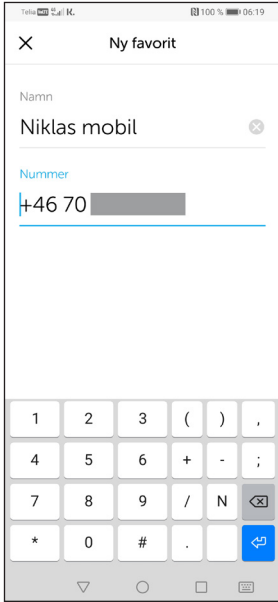 Telia K. N 100 % 06:19
Ny favorit
Namn
Niklas mobil
Nummer
+46 70
1 2 3 ( ) ,
4 5 6 + - ;
7 8 9 / N
* 0 # .